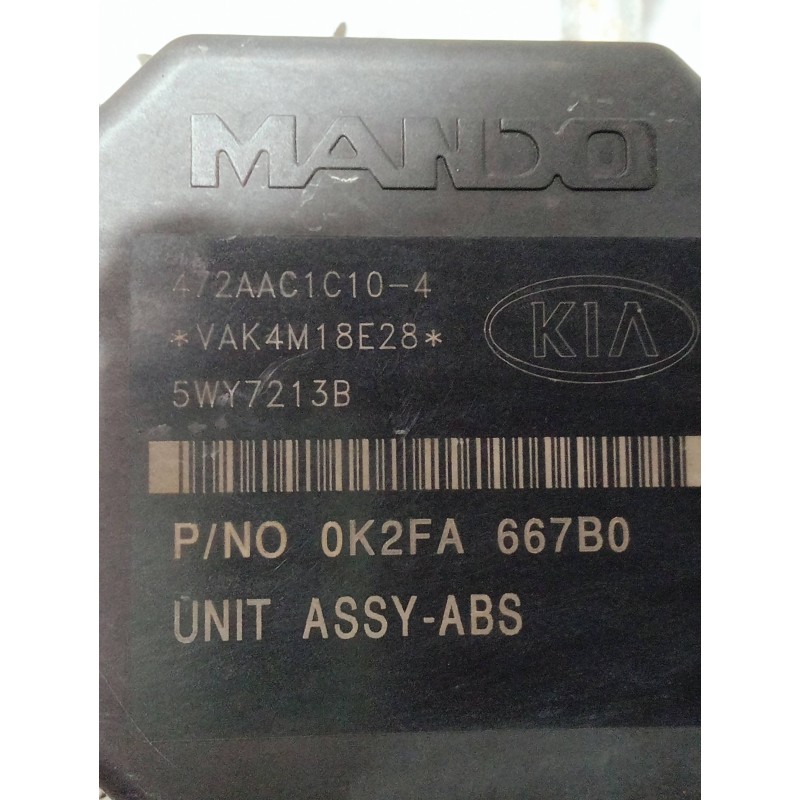 MANDO
472AAC1C10-4
*VAK4M18E28*
KIA
5WY7213B
P/NO 0K2FA 667B0
UNIT ASSY-ABS